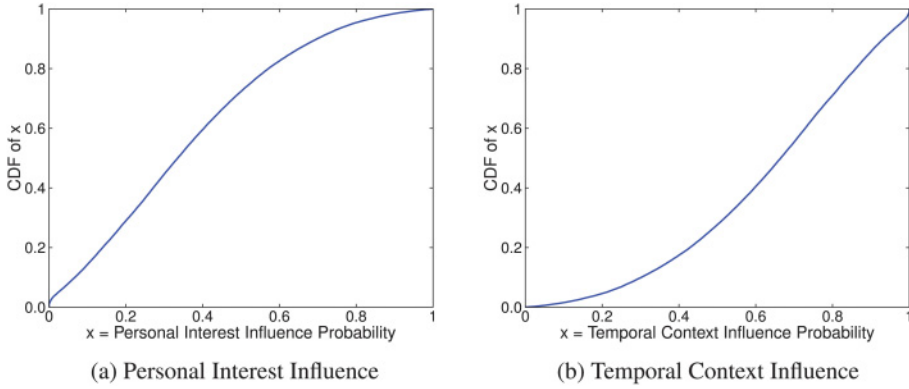 1
0.8
0.6
0.4
0.2
0.0
CDF of x
0 0.2 0.4 0.6 0.8 1
x = Personal Interest Influence Probability
(a) Personal Interest Influence
1
0.8
0.6
0.4
0.2
0.0
CDF of x
0 0.2 0.4 0.6 0.8 1
x = Temporal Context Influence Probability
(b) Temporal Context Influence